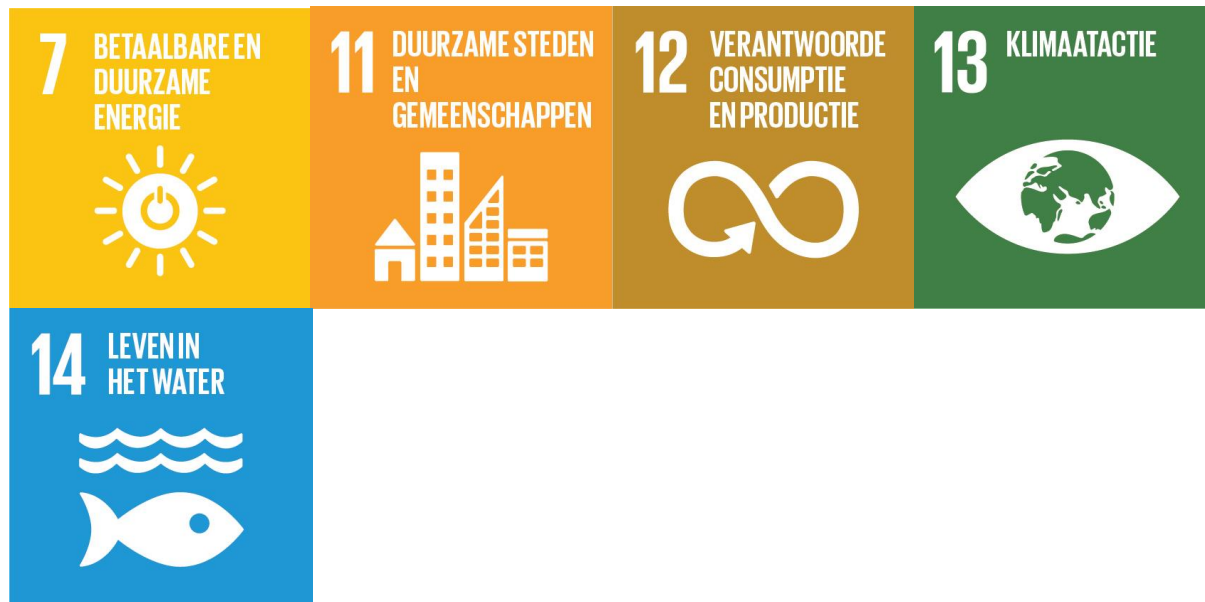 7 BETAALBARE EN
DUURZAME
ENERGIE
11 DUURZAME STEDEN
EN
GEMEENSCHAPPEN
12 VERANTWOORDE
CONSUMPTIE
EN PRODUCTIE
13 KLIMAATACTIE
14 LEVEN IN
HET WATER